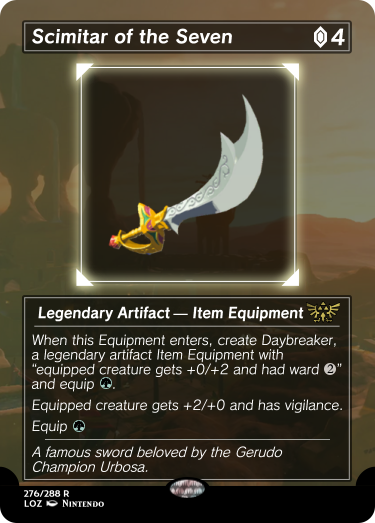 Scimitar of the Seven 4
Legendary Artifact — Item Equipment
When this Equipment enters, create Daybreaker,
a legendary artifact Item Equipment with
“equipped creature gets +0/+2 and had ward 2”
and equip.
Equipped creature gets +2/+0 and has vigilance.
Equip
A famous sword beloved by the Gerudo
Champion Urbosa.
276/288 R
LOZ Nintendo